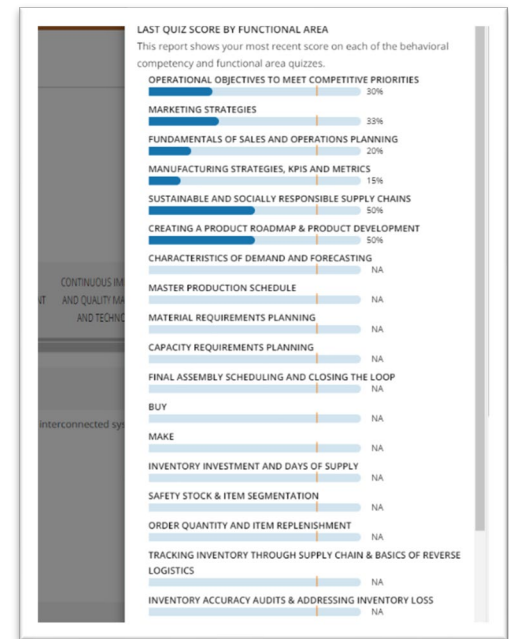 LAST QUIZ SCORE BY FUNCTIONAL AREA
This report shows your most recent score on each of the behavioral
competency and functional area quizzes.
OPERATIONAL OBJECTIVES TO MEET COMPETITIVE PRIORITIES
30%
MARKETING STRATEGIES
33%
FUNDAMENTALS OF SALES AND OPERATIONS PLANNING
20%
MANUFACTURING STRATEGIES, KPIS AND METRICS
15%
SUSTAINABLE AND SOCIALLY RESPONSIBLE SUPPLY CHAINS
50%
CREATING A PRODUCT ROADMAP & PRODUCT DEVELOPMENT
50%
CHARACTERISTICS OF DEMAND AND FORECASTING
NA
MASTER PRODUCTION SCHEDULE
NA
MATERIAL REQUIREMENTS PLANNING
NA
CAPACITY REQUIREMENTS PLANNING
NA
FINAL ASSEMBLY SCHEDULING AND CLOSING THE LOOP
NA
BUY
NA
MAKE
NA
INVENTORY INVESTMENT AND DAYS OF SUPPLY
NA
SAFETY STOCK & ITEM SEGMENTATION
NA
ORDER QUANTITY AND ITEM REPLENISHMENT
NA
TRACKING INVENTORY THROUGH SUPPLY CHAIN & BASICS OF REVERSE
LOGISTICS
NA
INVENTORY ACCURACY AUDITS & ADDRESSING INVENTORY LOSS
NA
CONTINUOUS IM
NT AND QUALITY MA
AND TECHNO
interconnected sy